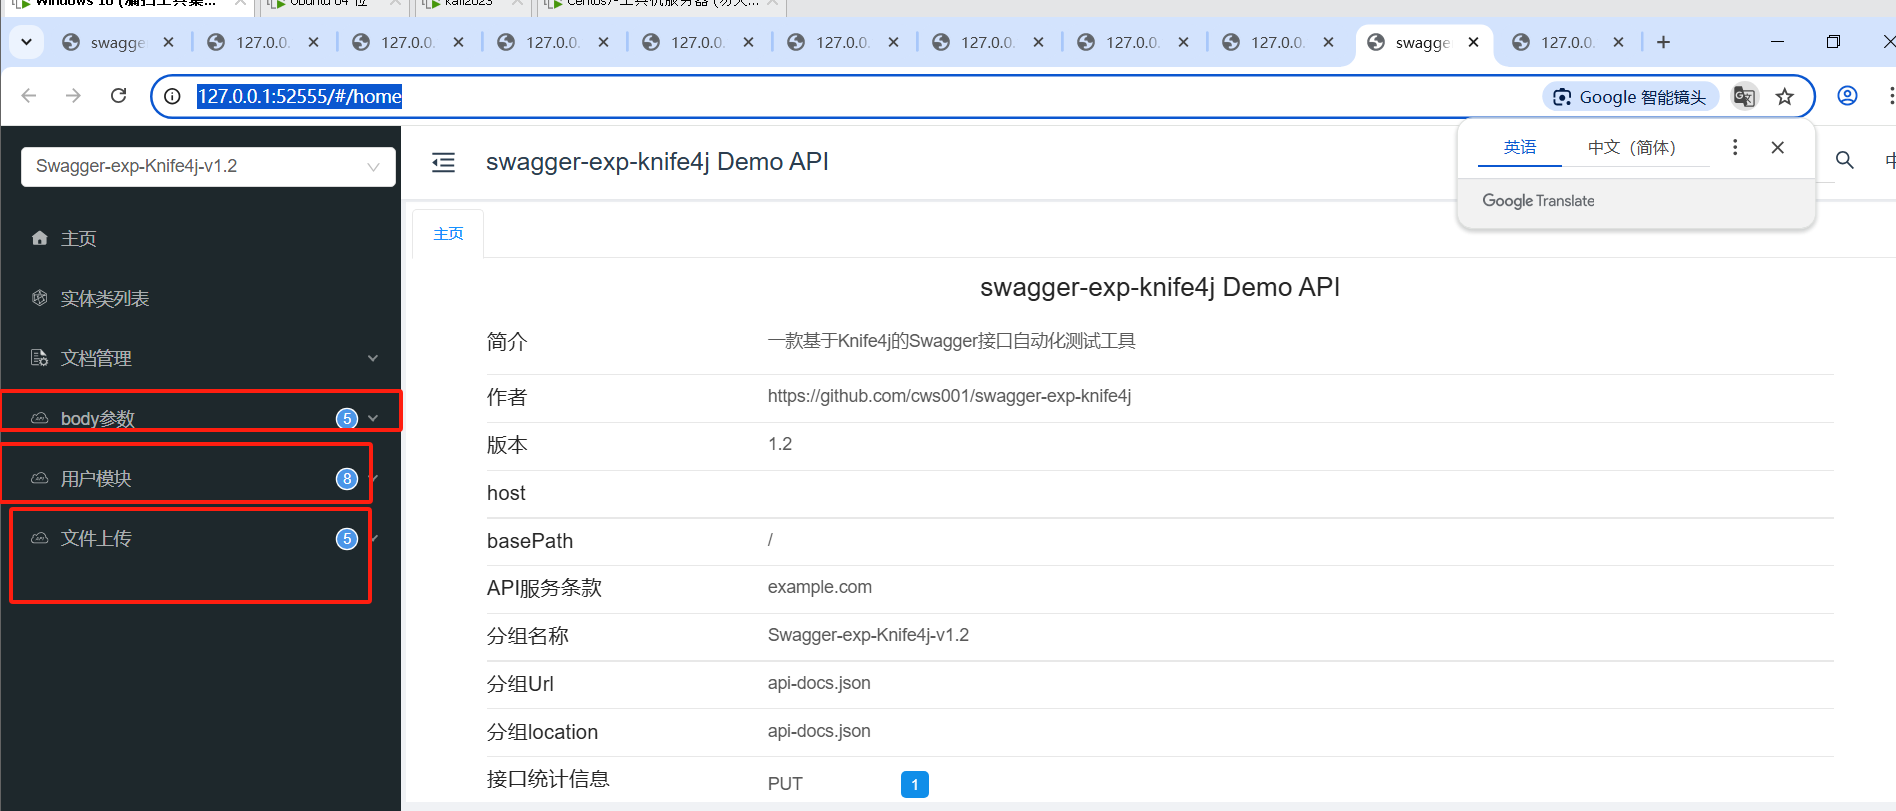 Windows 10 (漏扫工具集...
Ubuntu 64 位
kali2023
swagge
127.0.0.
127.0.0.
127.0.0.
127.0.0.
127.0.0.
127.0.0.
127.0.0.
127.0.0.
swagge
127.0.0.
127.0.0.1:52555/#/home
Google 智能镜头
英语
中文（简体）
Google Translate
中
Swagger-exp-Knife4j-v1.2
主页
实体类列表
文档管理
body参数 5
用户模块 8
文件上传 5
swagger-exp-knife4j Demo API
主页
swagger-exp-knife4j Demo API
简介 一款基于Knife4j的Swagger接口自动化测试工具
作者 https://github.com/cws001/swagger-exp-knife4j
版本 1.2
host
basePath /
API服务条款 example.com
分组名称 Swagger-exp-Knife4j-v1.2
分组Url api-docs.json
分组location api-docs.json
接口统计信息 PUT 1